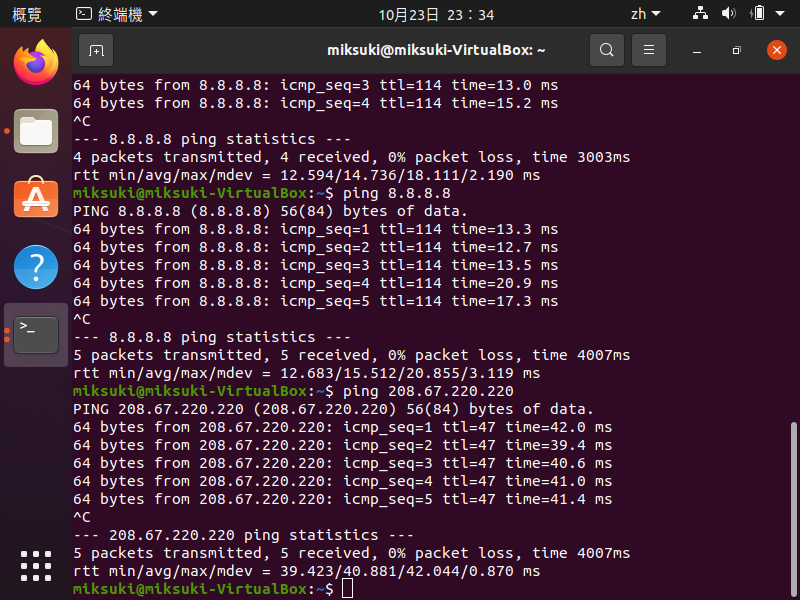 概覽
終端機
10月23日 23：34
zh
miksuki@miksuki-VirtualBox: ~
64 bytes from 8.8.8.8: icmp_seq=3 ttl=114 time=13.0 ms
64 bytes from 8.8.8.8: icmp_seq=4 ttl=114 time=15.2 ms
^C
--- 8.8.8.8 ping statistics ---
4 packets transmitted, 4 received, 0% packet loss, time 3003ms
rtt min/avg/max/mdev = 12.594/14.736/18.111/2.190 ms
miksuki@miksuki-VirtualBox:~$ ping 8.8.8.8
PING 8.8.8.8 (8.8.8.8) 56(84) bytes of data.
64 bytes from 8.8.8.8: icmp_seq=1 ttl=114 time=13.3 ms
64 bytes from 8.8.8.8: icmp_seq=2 ttl=114 time=12.7 ms
64 bytes from 8.8.8.8: icmp_seq=3 ttl=114 time=13.5 ms
64 bytes from 8.8.8.8: icmp_seq=4 ttl=114 time=20.9 ms
64 bytes from 8.8.8.8: icmp_seq=5 ttl=114 time=17.3 ms
^C
--- 8.8.8.8 ping statistics ---
5 packets transmitted, 5 received, 0% packet loss, time 4007ms
rtt min/avg/max/mdev = 12.683/15.512/20.855/3.119 ms
miksuki@miksuki-VirtualBox:~$ ping 208.67.220.220
PING 208.67.220.220 (208.67.220.220) 56(84) bytes of data.
64 bytes from 208.67.220.220: icmp_seq=1 ttl=47 time=42.0 ms
64 bytes from 208.67.220.220: icmp_seq=2 ttl=47 time=39.4 ms
64 bytes from 208.67.220.220: icmp_seq=3 ttl=47 time=40.6 ms
64 bytes from 208.67.220.220: icmp_seq=4 ttl=47 time=41.0 ms
64 bytes from 208.67.220.220: icmp_seq=5 ttl=47 time=41.4 ms
^C
--- 208.67.220.220 ping statistics ---
5 packets transmitted, 5 received, 0% packet loss, time 4007ms
rtt min/avg/max/mdev = 39.423/40.881/42.044/0.870 ms
miksuki@miksuki-VirtualBox:~$